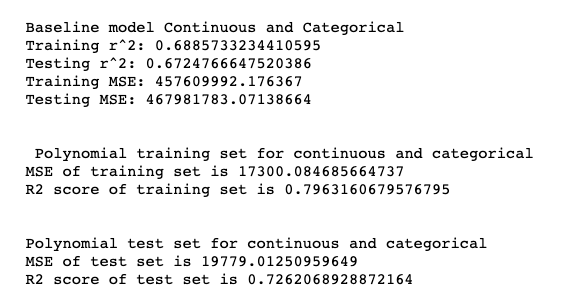 Baseline model Continuous and Categorical
Training r^2: 0.6885733234410595
Testing r^2: 0.6724766647520386
Training MSE: 457609992.176367
Testing MSE: 467981783.07138664
Polynomial training set for continuous and categorical
MSE of training set is 17300.084685664737
R2 score of training set is 0.7963160679576795
Polynomial test set for continuous and categorical
MSE of test set is 19779.01250959649
R2 score of test set is 0.7262068928872164